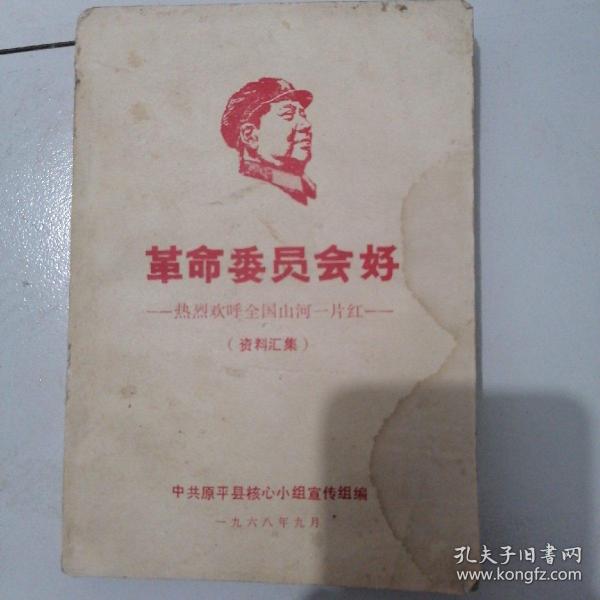 革命委员会好
——热烈欢呼全国山河一片红——
（资料汇集）
中共原平县核心小组宣传组编
一九六八年九月
孔夫子旧书网
www.kongfz.com